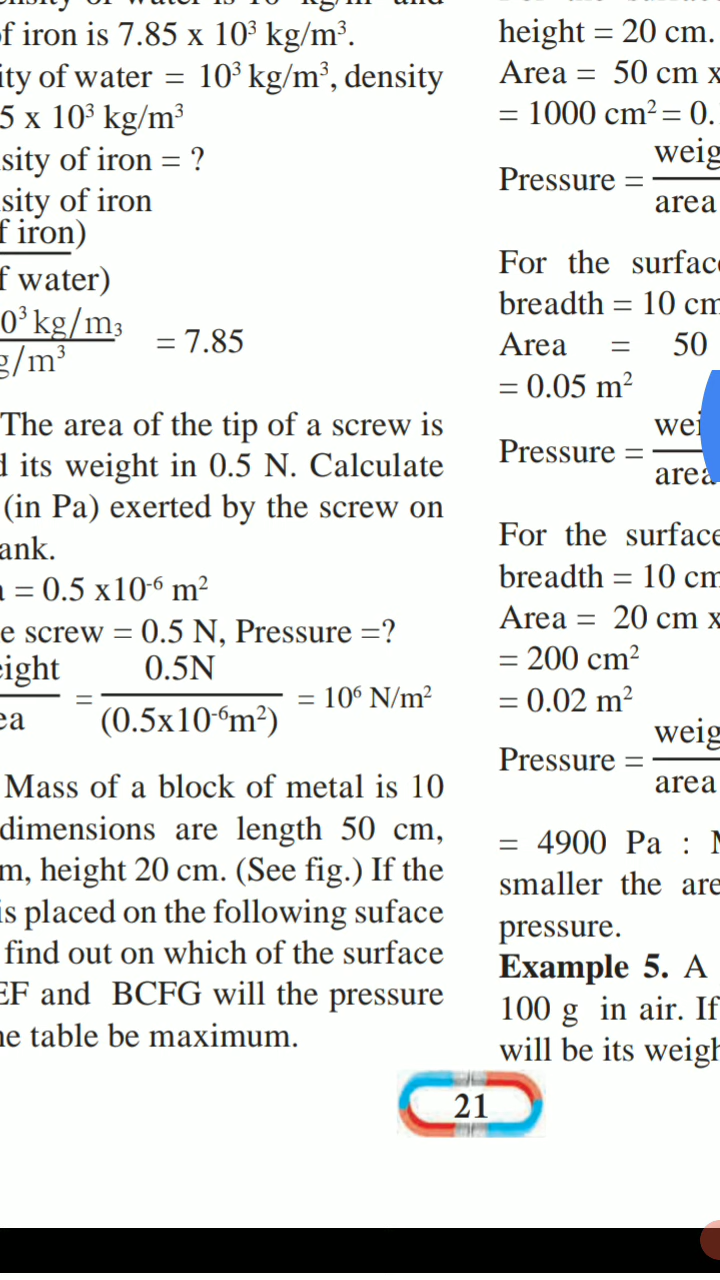 f iron is 7.85 x 10³ kg/m³.
ity of water = 10³ kg/m³, density
5 x 10³ kg/m³
sity of iron = ?
sity of iron
f iron)
f water)
0³ kg/m₃
g/m³
= 7.85
The area of the tip of a screw is
d its weight in 0.5 N. Calculate
(in Pa) exerted by the screw on
ank.
= 0.5 x10⁻⁶ m²
e screw = 0.5 N, Pressure =?
eight
ea
= 0.5N
(0.5x10⁻⁶m²)
= 10⁶ N/m²
Mass of a block of metal is 10
dimensions are length 50 cm,
m, height 20 cm. (See fig.) If the
is placed on the following suface
find out on which of the surface
EF and BCFG will the pressure
he table be maximum.
height = 20 cm.
Area = 50 cm x
= 1000 cm² = 0.
Pressure = weig
area
For the surfac
breadth = 10 cm
Area = 50
= 0.05 m²
Pressure = wei
area
For the surface
breadth = 10 cm
Area = 20 cm x
= 200 cm²
= 0.02 m²
Pressure = weig
area
= 4900 Pa :
smaller the are
pressure.
Example 5. A
100 g in air. If
will be its weigh
21